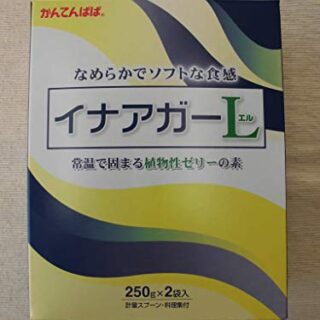 かんてんぱぱ®
なめらかでソフトな食感
イナアガーL
エル
常温で固まる植物性ゼリーの素
250g×2袋入
計量スプーン・料理集付